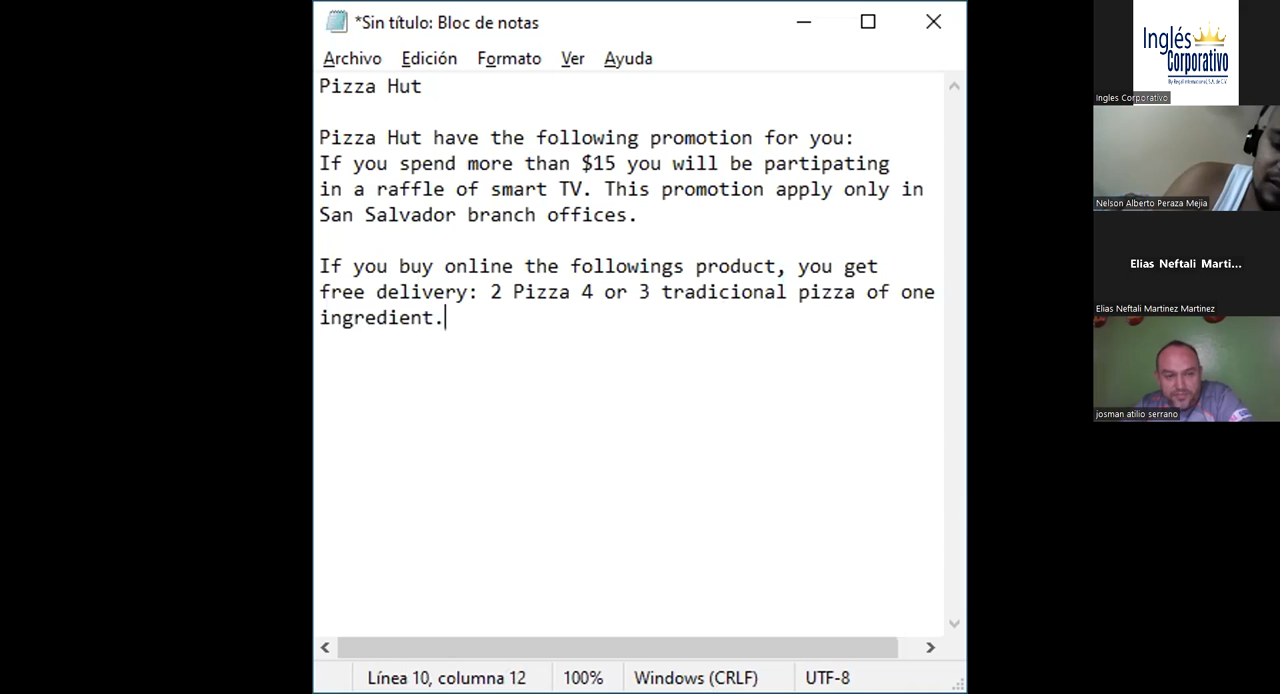 *Sin título: Bloc de notas
Archivo Edición Formato Ver Ayuda
Pizza Hut
Pizza Hut have the following promotion for you:
If you spend more than $15 you will be partipating
in a raffle of smart TV. This promotion apply only in
San Salvador branch offices.
If you buy online the followings product, you get
free delivery: 2 Pizza 4 or 3 tradicional pizza of one
ingredient.
Línea 10, columna 12 100% Windows (CRLF) UTF-8
Inglés
Corporativo
Ingles Corporativo
Nelson Alberto Peraza Mejia
Elias Neftali Marti...
Elias Neftali Martinez Martinez
josman atilio serrano